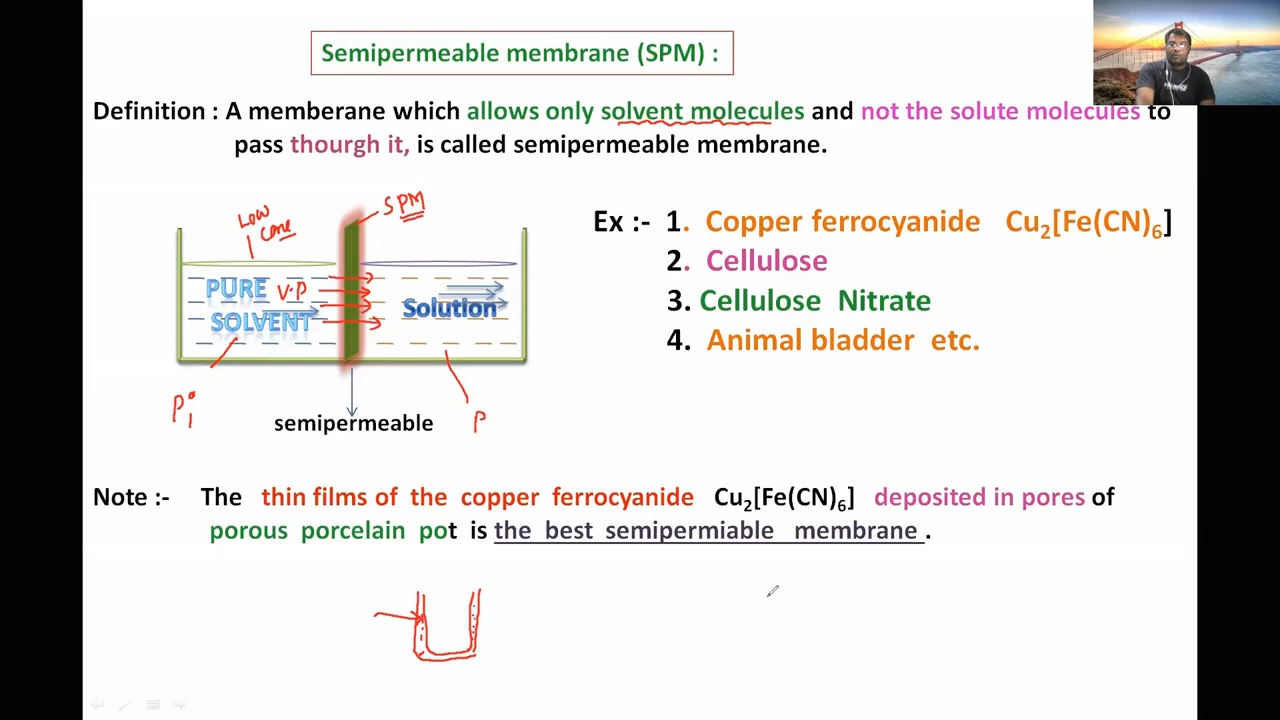 Semipermeable membrane (SPM) :
Definition : A memberane which allows only solvent molecules and not the solute molecules to
pass thourgh it, is called semipermeable membrane.
SPM
Low
Conc
PURE V.P
SOLVENT
Solution
P₁°
P
semipermeable
Ex :- 1. Copper ferrocyanide Cu₂[Fe(CN)₆]
2. Cellulose
3. Cellulose Nitrate
4. Animal bladder etc.
Note :- The thin films of the copper ferrocyanide Cu₂[Fe(CN)₆] deposited in pores of
porous porcelain pot is the best semipermiable membrane .